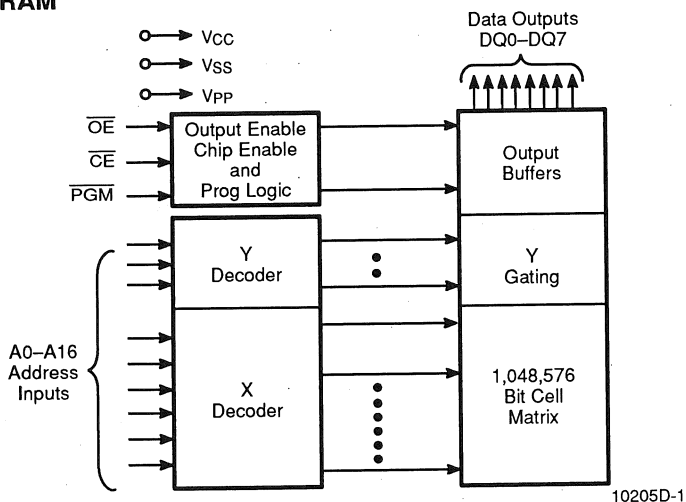 RAM
Data Outputs
DQ0–DQ7
VCC
VSS
VPP
OE
CE
PGM
Output Enable
Chip Enable
and
Prog Logic
Output
Buffers
Y
Decoder
Y
Gating
A0–A16
Address
Inputs
X
Decoder
1,048,576
Bit Cell
Matrix
10205D-1